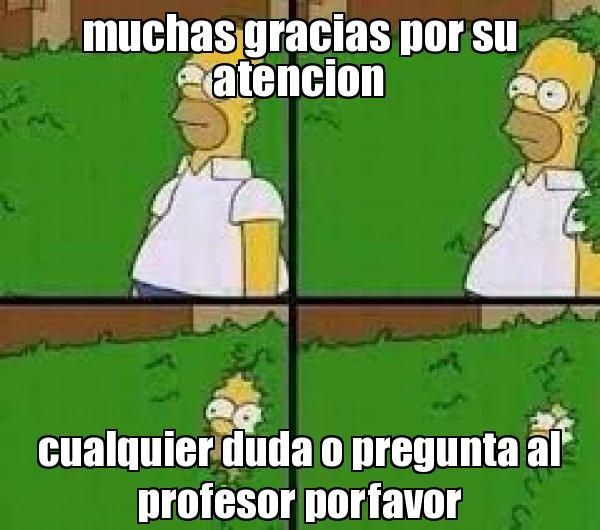 muchas gracias por su
atencion
cualquier duda o pregunta al
profesor porfavor